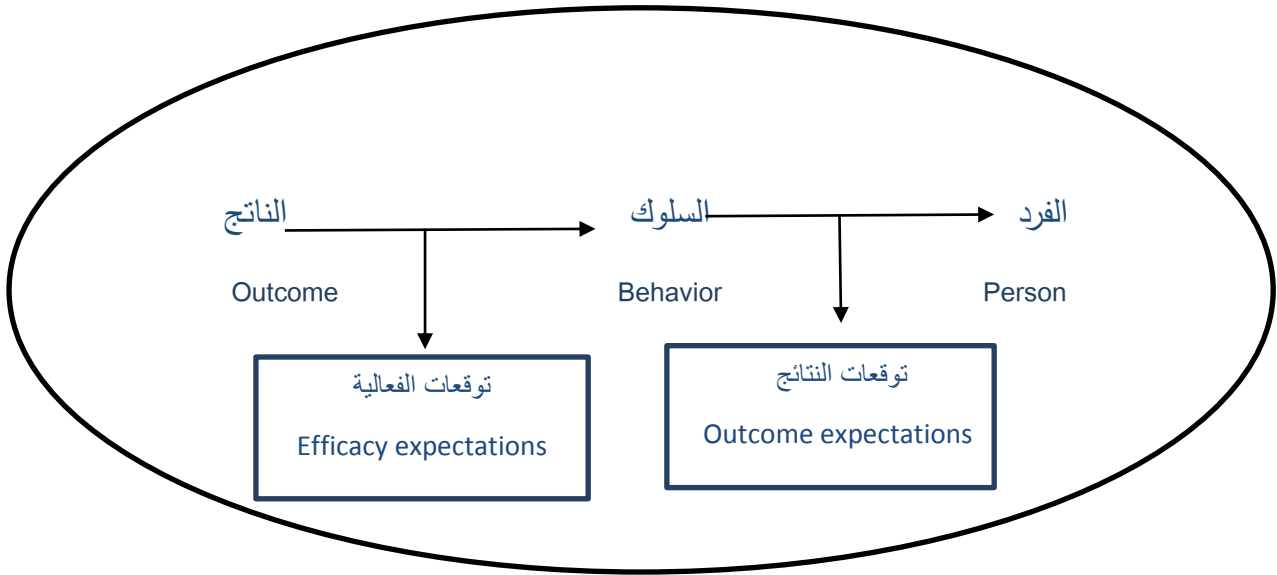 الفرد
السلوك
الناتج
Person
Behavior
Outcome
توقعات النتائج
Outcome expectations
توقعات الفعالية
Efficacy expectations